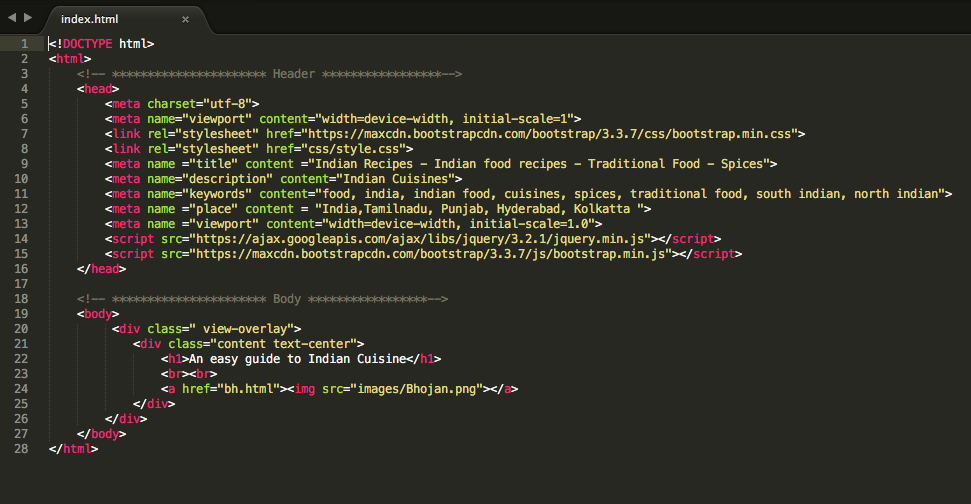 index.html ×
1 <!DOCTYPE html>
2 <html>
3 <!-- ********************** Header *****************-->
4 <head>
5 <meta charset="utf-8">
6 <meta name="viewport" content="width=device-width, initial-scale=1">
7 <link rel="stylesheet" href="https://maxcdn.bootstrapcdn.com/bootstrap/3.3.7/css/bootstrap.min.css">
8 <link rel="stylesheet" href="css/style.css">
9 <meta name ="title" content ="Indian Recipes - Indian food recipes - Traditional Food - Spices">
10 <meta name="description" content="Indian Cuisines">
11 <meta name="keywords" content="food, india, indian food, cuisines, spices, traditional food, south indian, north indian">
12 <meta name ="place" content = "India,Tamilnadu, Punjab, Hyderabad, Kolkatta ">
13 <meta name ="viewport" content="width=device-width, initial-scale=1.0">
14 <script src="https://ajax.googleapis.com/ajax/libs/jquery/3.2.1/jquery.min.js"></script>
15 <script src="https://maxcdn.bootstrapcdn.com/bootstrap/3.3.7/js/bootstrap.min.js"></script>
16 </head>
17
18 <!-- ********************** Body *****************-->
19 <body>
20 <div class=" view-overlay">
21 <div class="content text-center">
22 <h1>An easy guide to Indian Cuisine</h1>
23 <br><br>
24 <a href="bh.html"><img src="images/Bhojan.png"></a>
25 </div>
26 </div>
27 </body>
28 </html>